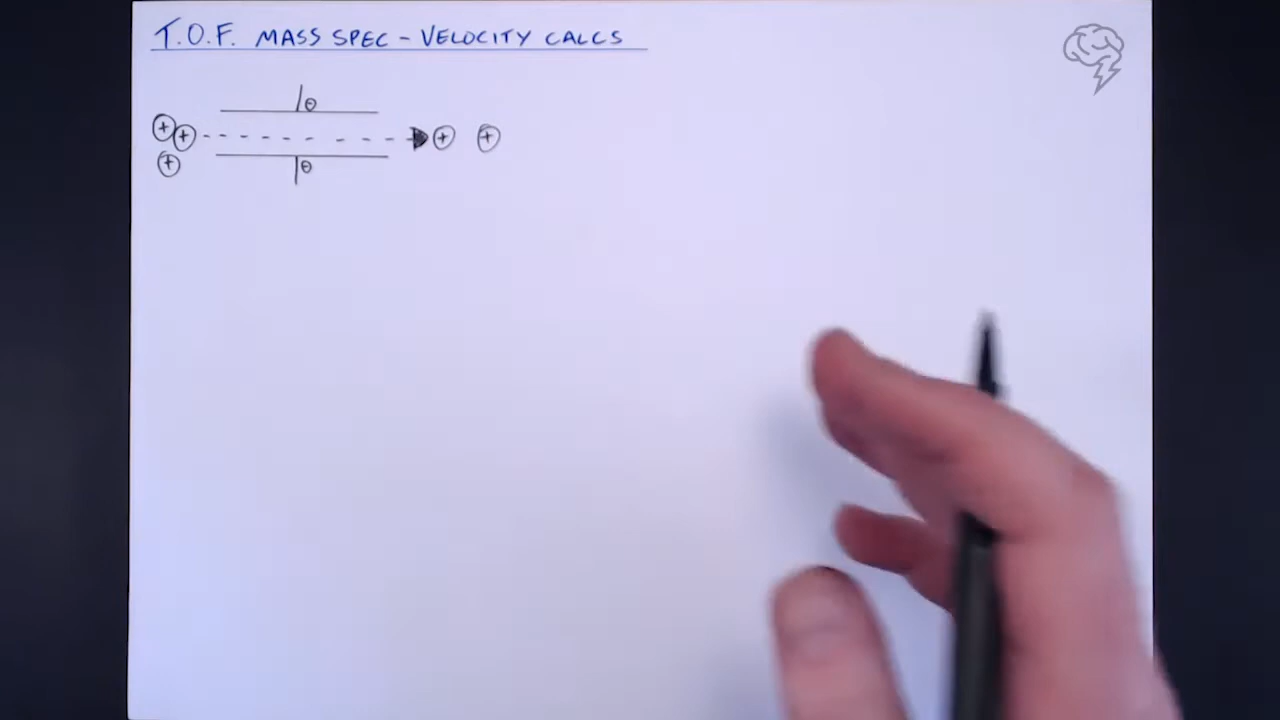 T.O.F. MASS SPEC - VELOCITY CALCS
⊖
+ + + +
+
⊖